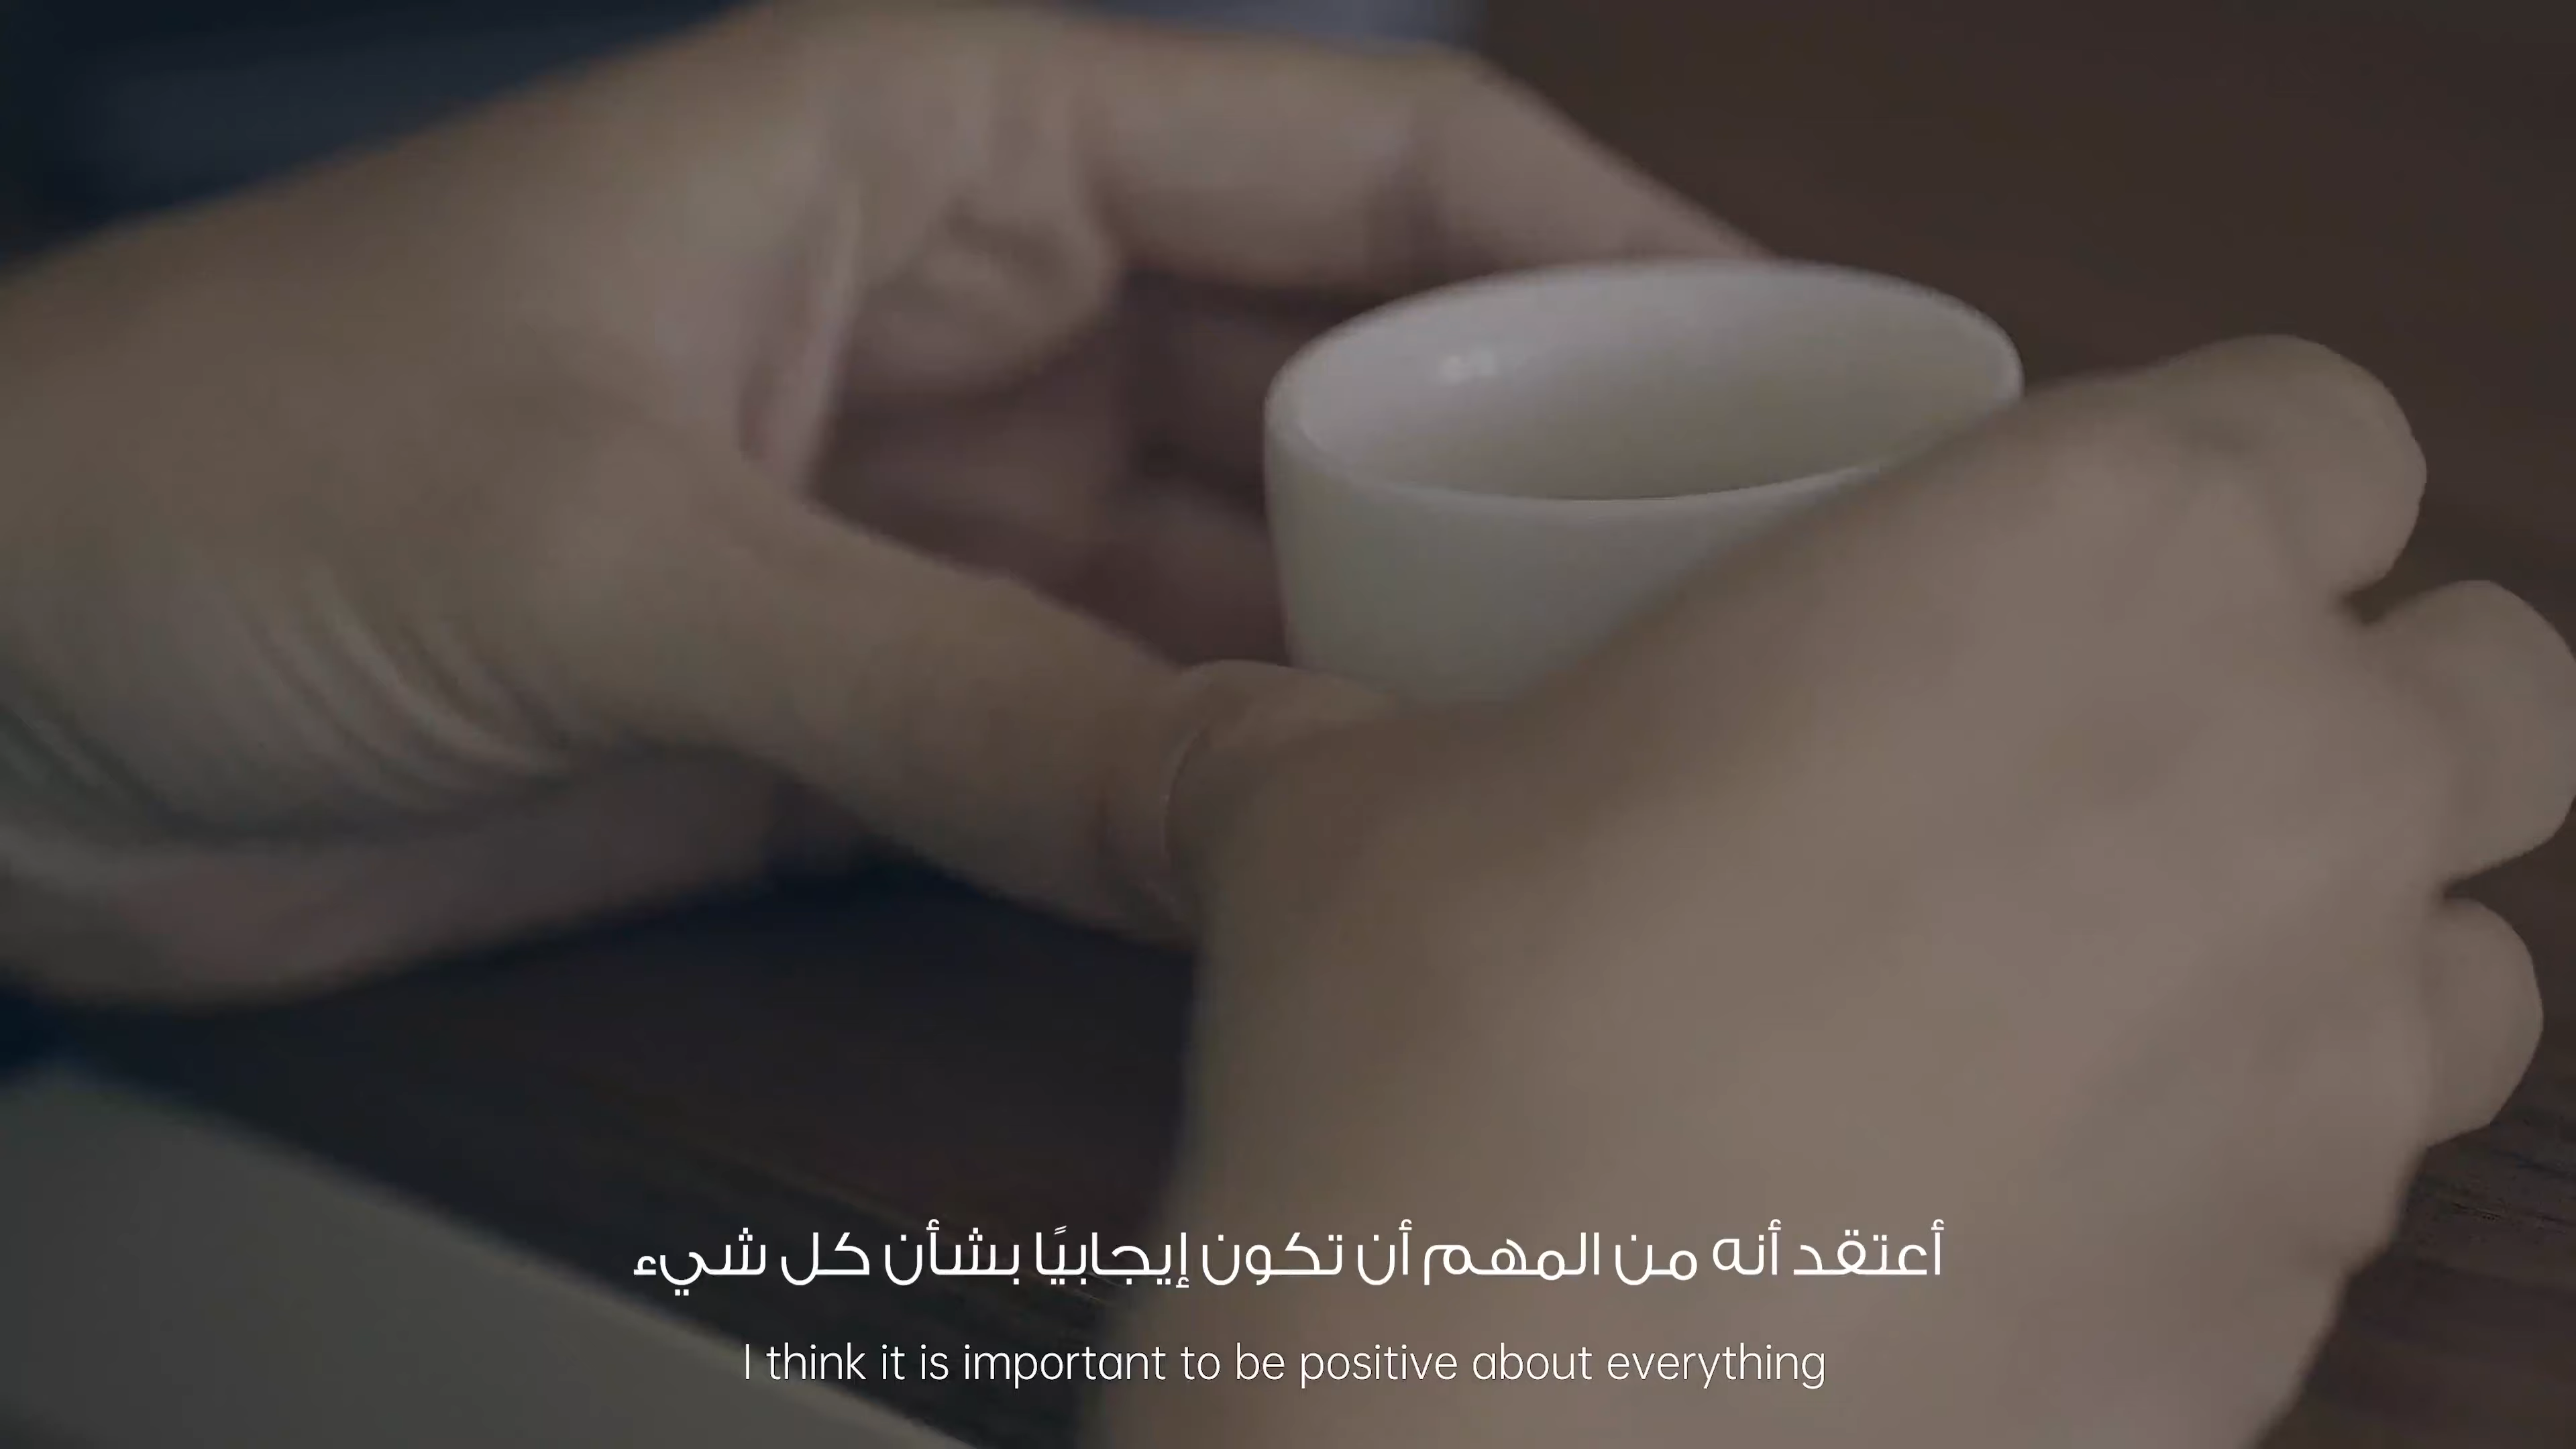 أعتقد أنه من المهم أن تكون إيجابيًا بشأن كل شيء
I think it is important to be positive about everything